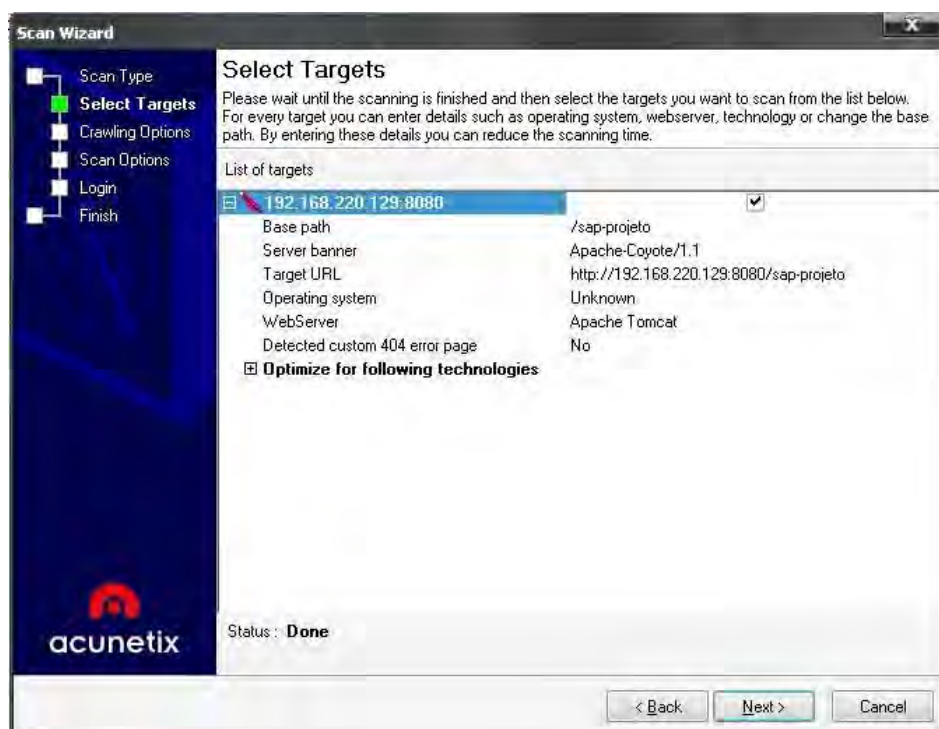 Scan Wizard
X
Scan Type
Select Targets
Crawling Options
Scan Options
Login
Finish
Select Targets
Please wait until the scanning is finished and then select the targets you want to scan from the list below.
For every target you can enter details such as operating system, webserver, technology or change the base
path. By entering these details you can reduce the scanning time.
List of targets
192.168.220.129:8080
Base path /sap-projeto
Server banner Apache-Coyote/1.1
Target URL http://192.168.220.129:8080/sap-projeto
Operating system Unknown
WebServer Apache Tomcat
Detected custom 404 error page No
Optimize for following technologies
acunetix
Status : Done
< Back
Next >
Cancel